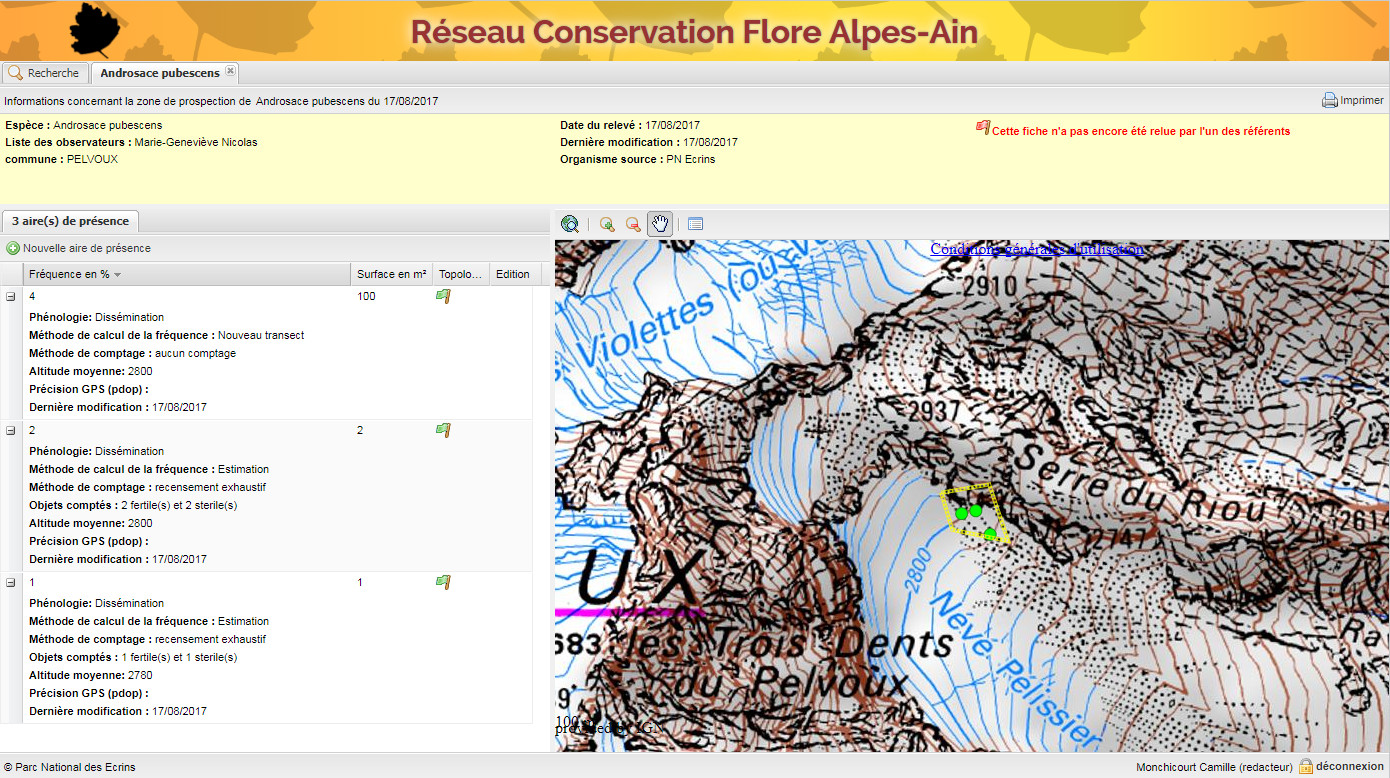 Réseau Conservation Flore Alpes-Ain
Recherche
Androsace pubescens
Informations concernant la zone de prospection de Androsace pubescens du 17/08/2017
Imprimer
Espèce : Androsace pubescens
Liste des observateurs : Marie-Geneviève Nicolas
commune : PELVOUX
Date du relevé : 17/08/2017
Dernière modification : 17/08/2017
Organisme source : PN Ecrins
Cette fiche n'a pas encore été relue par l'un des référents
3 aire(s) de présence
Nouvelle aire de présence
Fréquence en % Surface en m² Topolo... Edition
4 100
Phénologie: Dissémination
Méthode de calcul de la fréquence : Nouveau transect
Méthode de comptage : aucun comptage
Altitude moyenne: 2800
Précision GPS (pdop) :
Dernière modification : 17/08/2017
2 2
Phénologie: Dissémination
Méthode de calcul de la fréquence : Estimation
Méthode de comptage : recensement exhaustif
Objets comptés : 2 fertile(s) et 2 sterile(s)
Altitude moyenne: 2800
Précision GPS (pdop) :
Dernière modification : 17/08/2017
1 1
Phénologie: Dissémination
Méthode de calcul de la fréquence : Estimation
Méthode de comptage : recensement exhaustif
Objets comptés : 1 fertile(s) et 1 sterile(s)
Altitude moyenne: 2780
Précision GPS (pdop) :
Dernière modification : 17/08/2017
Conditions générales d'utilisation
Violettes (ou
2910
2937
Serre du Riou
2614
274
2800
UX
Névé Pélissier
683
les Trois Dents
du Pelvoux
Ra
9
100
provided by IGN
© Parc National des Ecrins
Monchicourt Camille (redacteur)
déconnexion